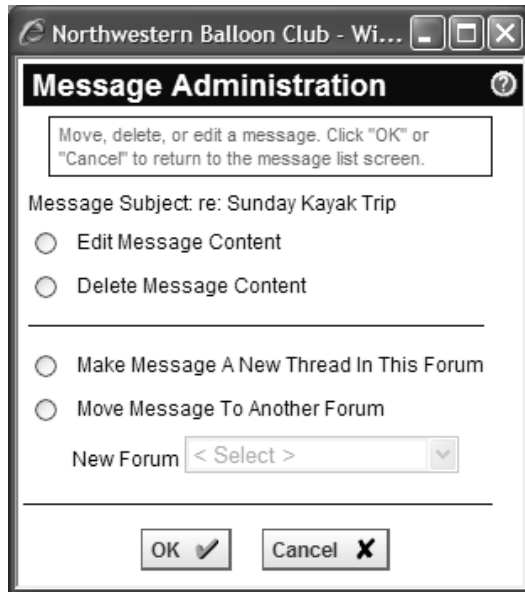 Northwestern Balloon Club - Wi...
Message Administration
Move, delete, or edit a message. Click "OK" or
"Cancel" to return to the message list screen.
Message Subject: re: Sunday Kayak Trip
Edit Message Content
Delete Message Content
Make Message A New Thread In This Forum
Move Message To Another Forum
New Forum < Select >
OK Cancel